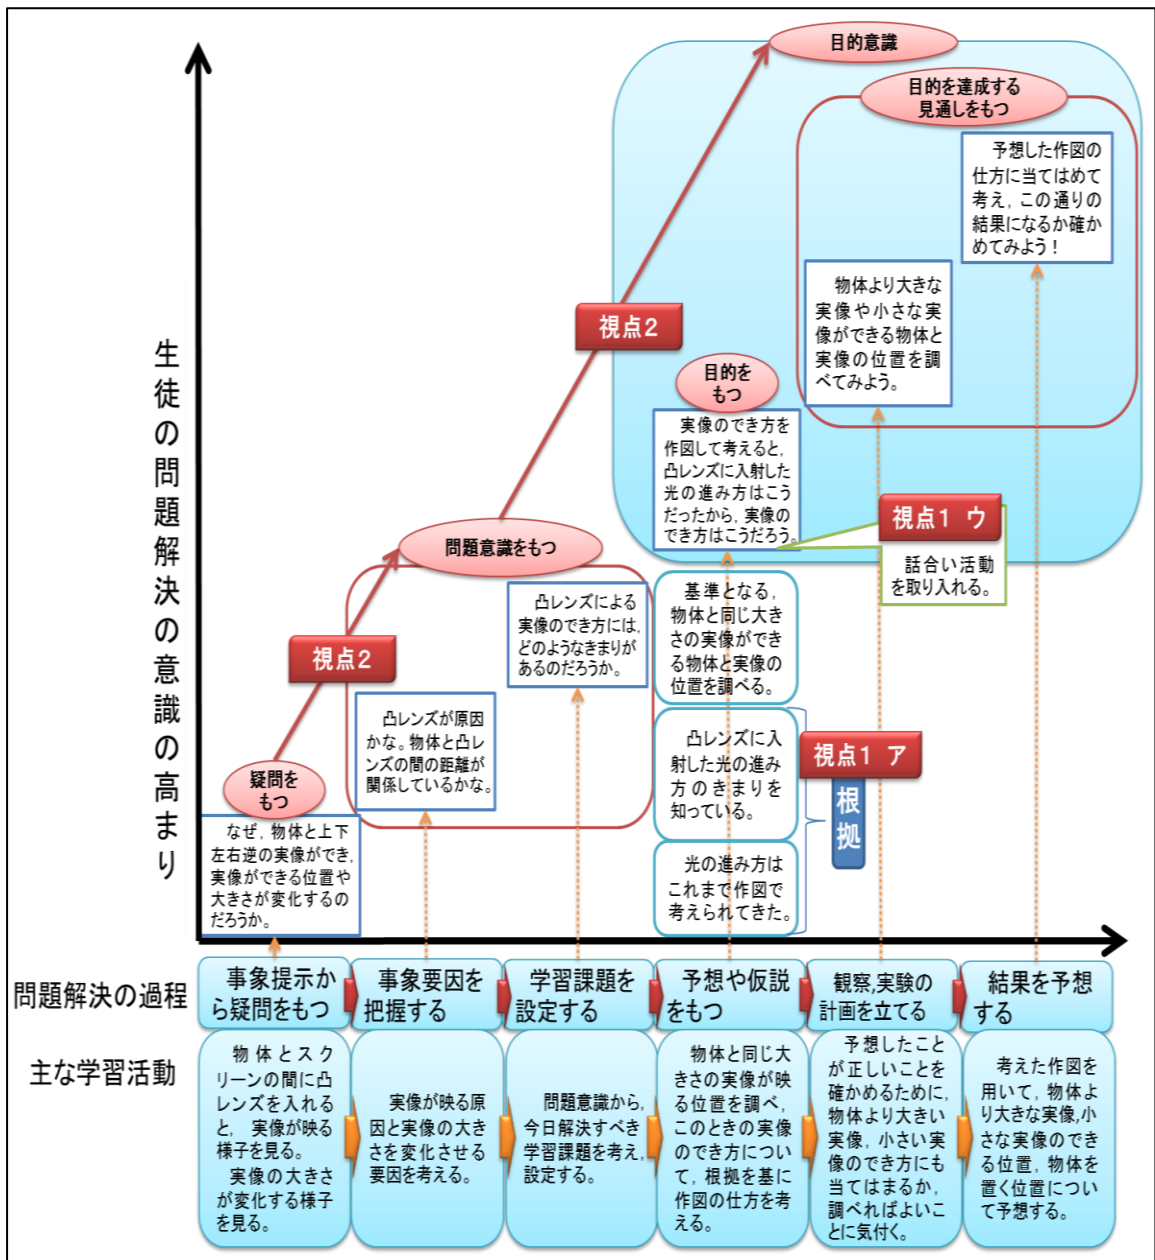 目的意識
目的を達成する
見通しをもつ
予想した作図の
仕方に当てはめて
考え，この通りの
結果になるか確か
めてみよう！
視点２
物体より大きな
実像や小さな実
像ができる物体と
実像の位置を調
べてみよう。
目的を
もつ
実像のでき方を
作図して考えると，
凸レンズに入射した
光の進み方はこう
だったから，実像の
でき方はこうだろう。
視点１ ウ
話合い活動
を取り入れる。
生徒の問題解決の意識の高まり
問題意識をもつ
凸レンズによる
実像のでき方には，
どのようなきまりが
あるのだろうか。
視点２
凸レンズが原因
かな。物体と凸レ
ンズの間の距離が
関係しているかな。
疑問を
もつ
なぜ，物体と上下
左右逆の実像ができ，
実像ができる位置や
大きさが変化するの
だろうか。
基準となる，
物体と同じ大き
さの実像ができ
る物体と実像の
位置を調べる。
凸レンズに入
射した光の進み
方のきまりを
知っている。
光の進み方は
これまで作図で
考えられてきた。
視点１ ア
根拠
問題解決の過程
事象提示か
ら疑問をもつ
事象要因を
把握する
学習課題を
設定する
予想や仮説
をもつ
観察,実験の
計画を立てる
結果を予想
する
主な学習活動
物体とスク
リーンの間に凸
レンズを入れる
と，実像が映る
様子を見る。
実像の大きさ
が変化する様子
を見る。
実像が映る原
因と実像の大き
さを変化させる
要因を考える。
問題意識から，
今日解決すべき
学習課題を考え，
設定する。
物体と同じ大
きさの実像が映
る位置を調べ，
このときの実像
のでき方につい
て，根拠を基に
作図の仕方を考
える。
予想したこと
が正しいことを
確かめるために，
物体より大きい
実像，小さい実
像のでき方にも
当てはまるか，
調べればよいこ
とに気付く。
考えた作図を
用いて，物体よ
り大きな実像,小
さな実像のでき
る位置，物体を
置く位置につい
て予想する。